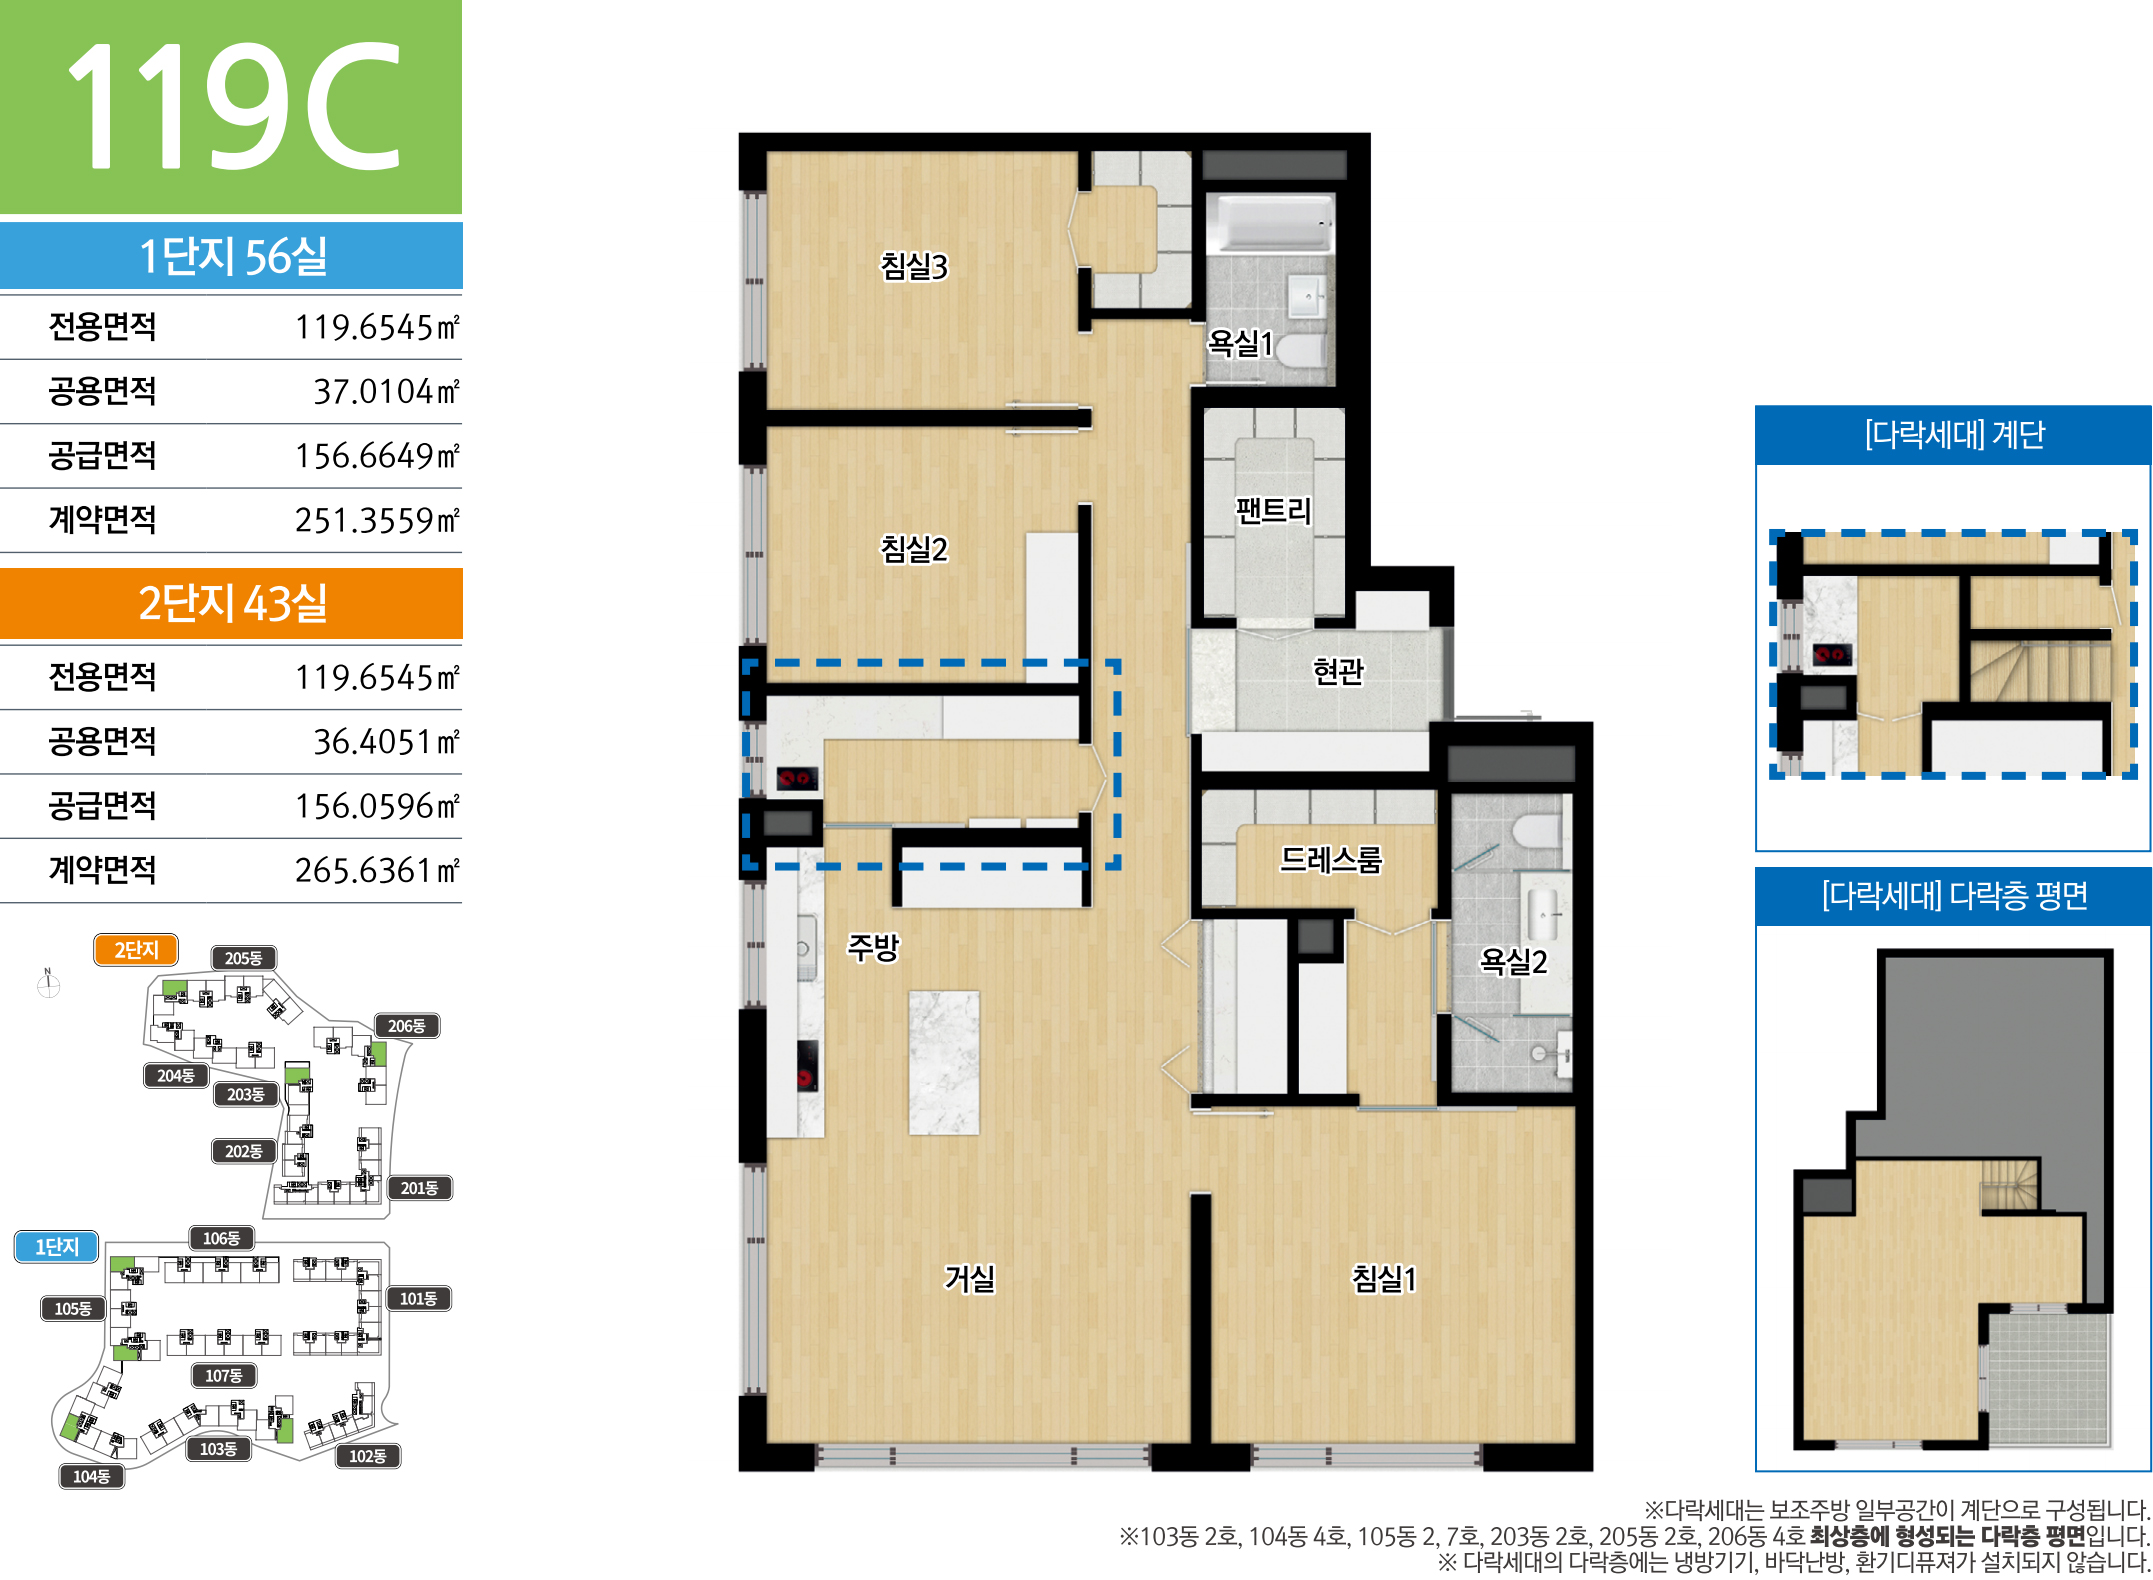 119C
1단지 56실
전용면적 119.6545㎡
공용면적 37.0104㎡
공급면적 156.6649㎡
계약면적 251.3559㎡
2단지 43실
전용면적 119.6545㎡
공용면적 36.4051㎡
공급면적 156.0596㎡
계약면적 265.6361㎡
N
2단지
205동
206동
204동
203동
202동
201동
1단지
106동
105동
101동
107동
103동
102동
104동
침실3
욕실1
팬트리
침실2
현관
드레스룸
주방
욕실2
거실
침실1
[다락세대] 계단
[다락세대] 다락층 평면
※다락세대는 보조주방 일부공간이 계단으로 구성됩니다.
※103동 2호, 104동 4호, 105동 2, 7호, 203동 2호, 205동 2호, 206동 4호 최상층에 형성되는 다락층 평면입니다.
※ 다락세대의 다락층에는 냉방기기, 바닥난방, 환기디퓨져가 설치되지 않습니다.